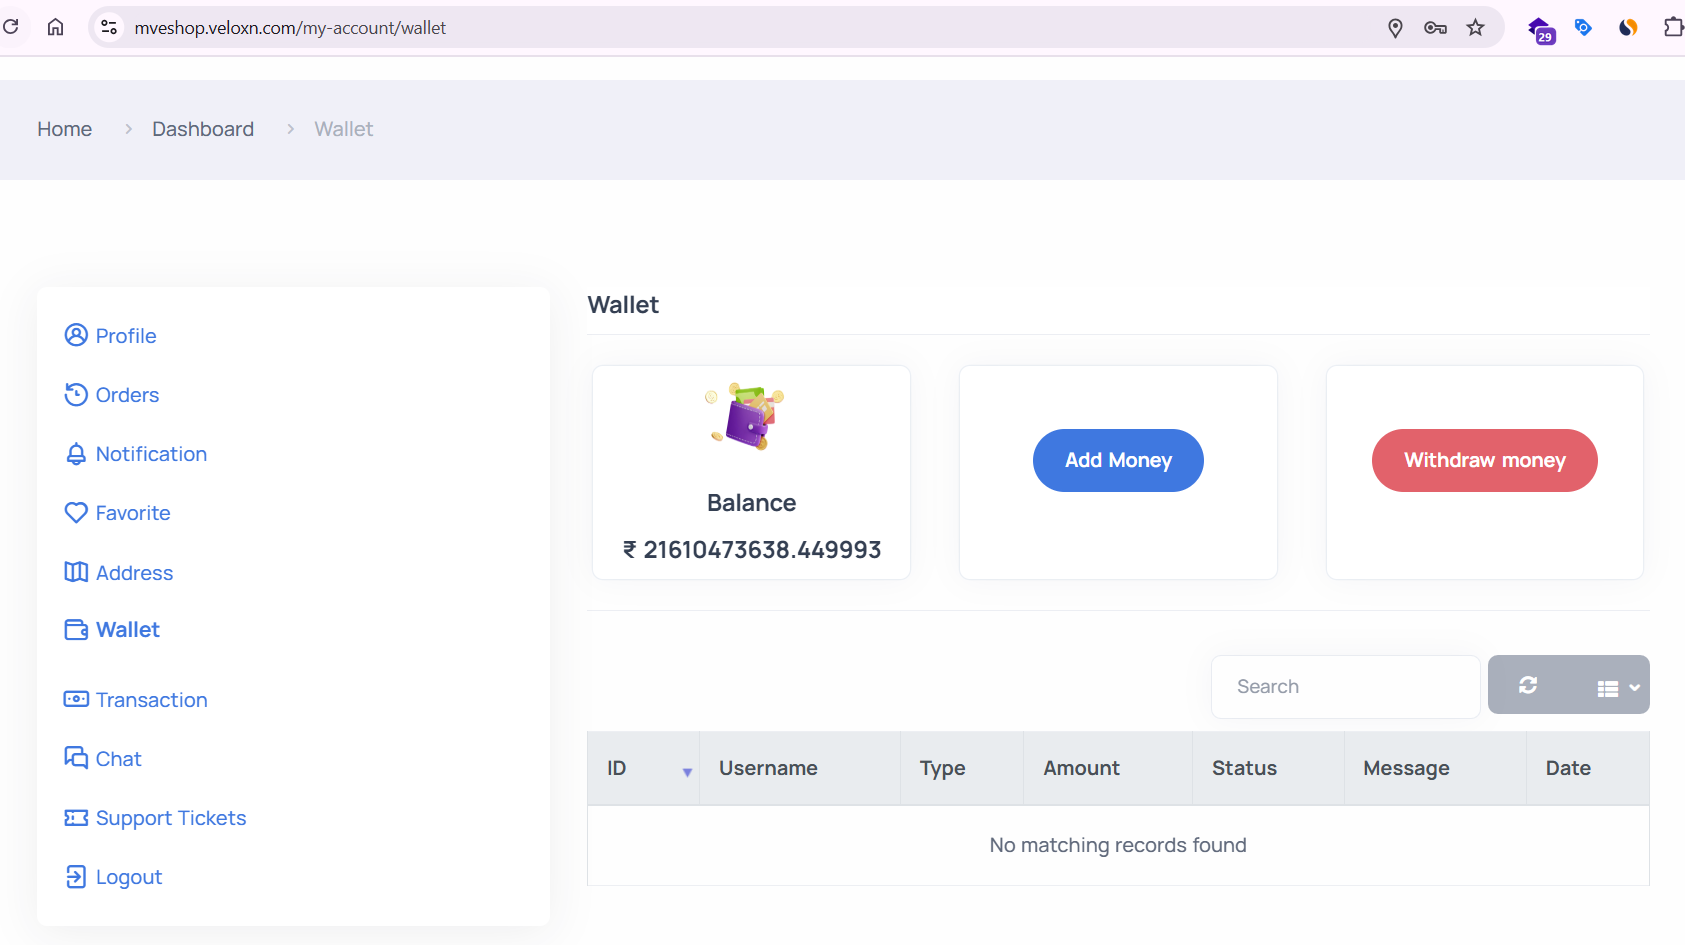 mveshop.veloxn.com/my-account/wallet
29
Home
Dashboard
Wallet
Profile
Orders
Notification
Favorite
Address
Wallet
Transaction
Chat
Support Tickets
Logout
Wallet
Balance
₹ 21610473638.449993
Add Money
Withdraw money
Search
ID Username Type Amount Status Message Date
No matching records found